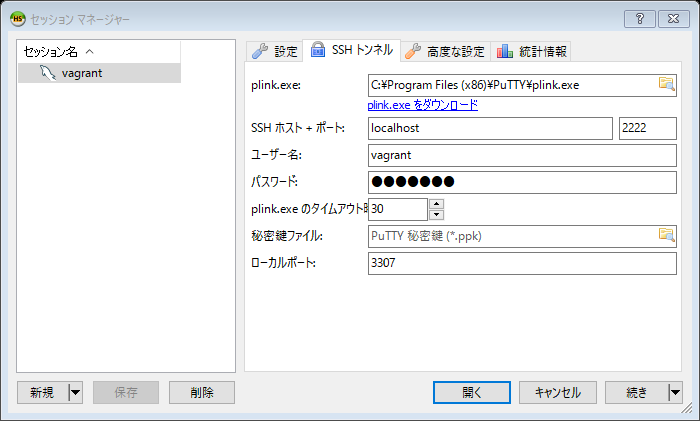 HS セッション マネージャー ? ×
セッション名
vagrant
設定 SSH トンネル 高度な設定 統計情報
plink.exe: C:¥Program Files (x86)¥PuTTY¥plink.exe
plink.exe をダウンロード
SSH ホスト + ポート: localhost 2222
ユーザー名: vagrant
パスワード: ●●●●●●●
plink.exe のタイムアウト 30
秘密鍵ファイル: PuTTY 秘密鍵 (*.ppk)
ローカルポート: 3307
新規 保存 削除 開く キャンセル 続き